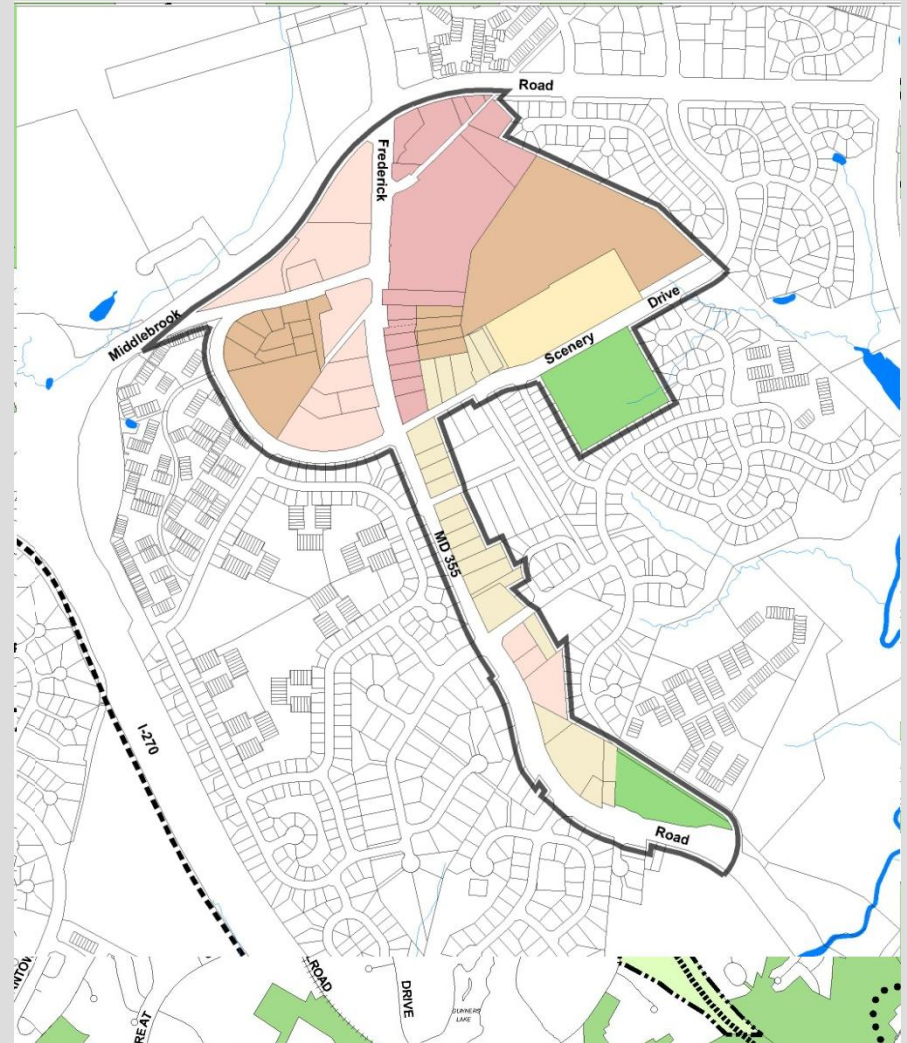 Road
Frederick
Drive
Middlebrook
Scenery
MD 355
I-270
Road
ROAD
DRIVE
GUNNERS
LAKE